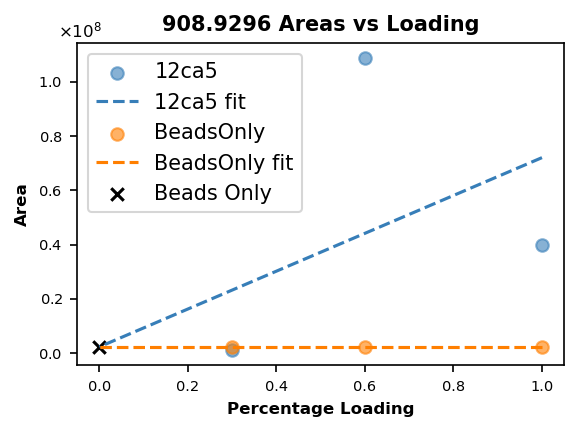 908.9296 Areas vs Loading
×10⁸
12ca5
12ca5 fit
BeadsOnly
BeadsOnly fit
Beads Only
Area
1.0
0.8
0.6
0.4
0.2
0.0
0.0 0.2 0.4 0.6 0.8 1.0
Percentage Loading